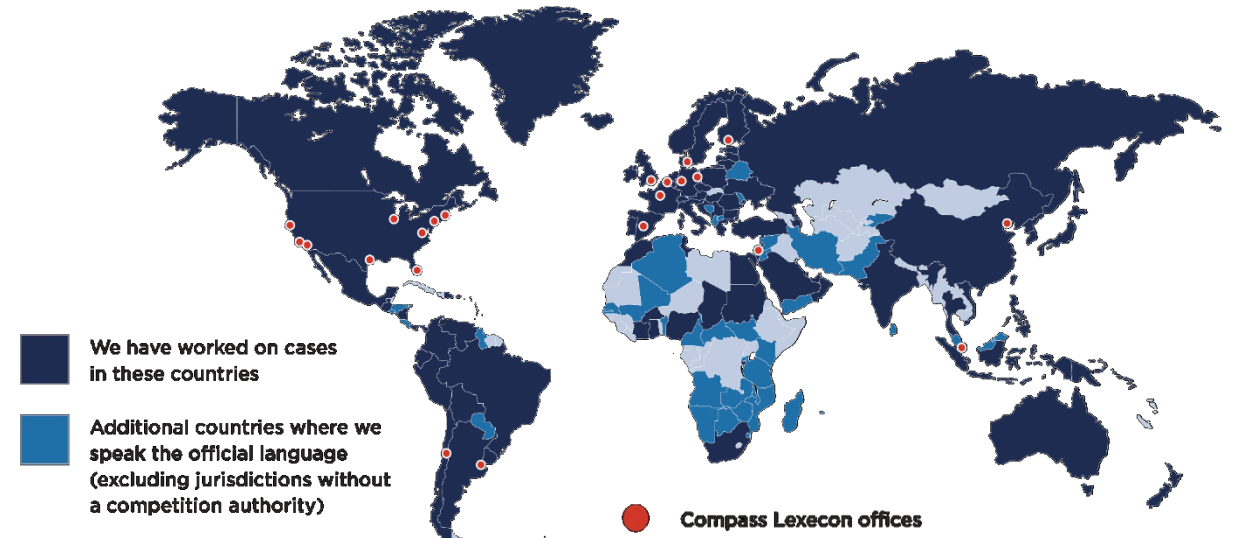 We have worked on cases
in these countries
Additional countries where we
speak the official language
(excluding jurisdictions without
a competition authority)
Compass Lexecon offices